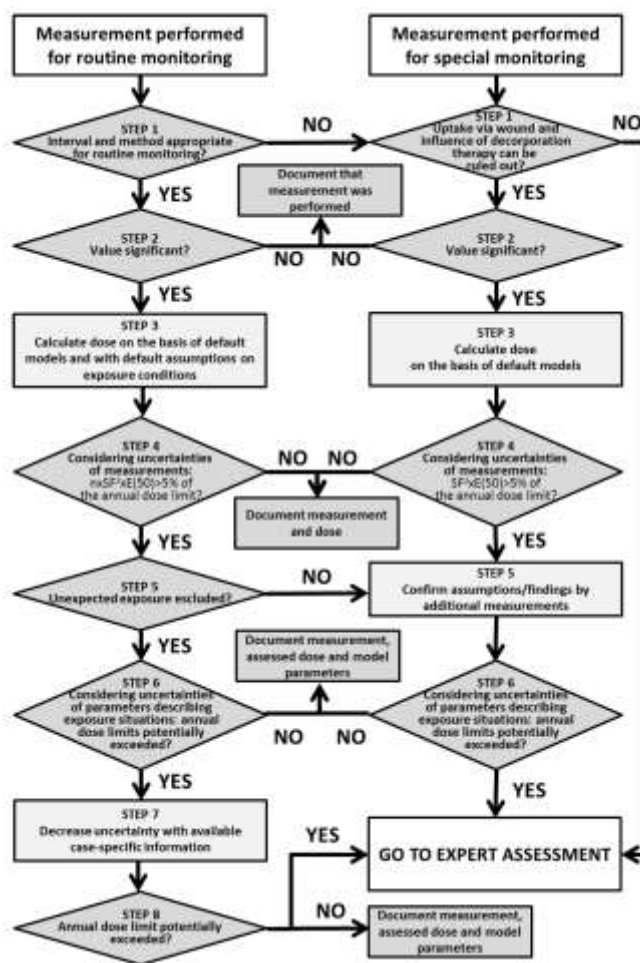 Measurement performed
for routine monitoring
Measurement performed
for special monitoring
STEP 1
Interval and method appropriate
for routine monitoring?
NO
STEP 1
Uptake via wound and
influence of decorporation
therapy can be
ruled out?
NO
YES
Document that
measurement was
performed
YES
STEP 2
Value significant?
NO
NO
STEP 2
Value significant?
YES
YES
STEP 3
Calculate dose on the basis of default
models and with default assumptions on
exposure conditions
STEP 3
Calculate dose
on the basis of default models
STEP 4
Considering uncertainties
of measurements:
nxSF²xE(50)>5% of
the annual dose limit?
NO
NO
STEP 4
Considering uncertainties
of measurements:
SF²xE(50)>5% of
the annual dose limit?
Document measurement
and dose
YES
YES
STEP 5
Unexpected exposure excluded?
NO
STEP 5
Confirm assumptions/findings by
additional measurements
YES
Document measurement,
assessed dose and model
parameters
STEP 6
Considering uncertainties
of parameters describing
exposure situations: annual
dose limits potentially
exceeded?
NO
NO
STEP 6
Considering uncertainties
of parameters describing
exposure situations: annual
dose limits potentially
exceeded?
YES
YES
STEP 7
Decrease uncertainty with available
case-specific information
YES
GO TO EXPERT ASSESSMENT
STEP 8
Annual dose limit potentially
exceeded?
NO
Document measurement,
assessed dose and model
parameters